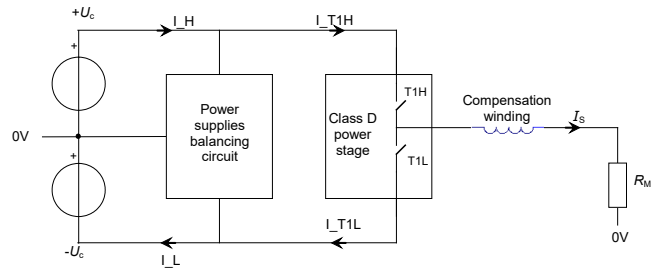 +Uc
I_H
I_T1H
+
0V
+
-Uc
Power
supplies
balancing
circuit
Class D
power
stage
T1H
T1L
Compensation
winding
IS
RM
0V
I_T1L
I_L